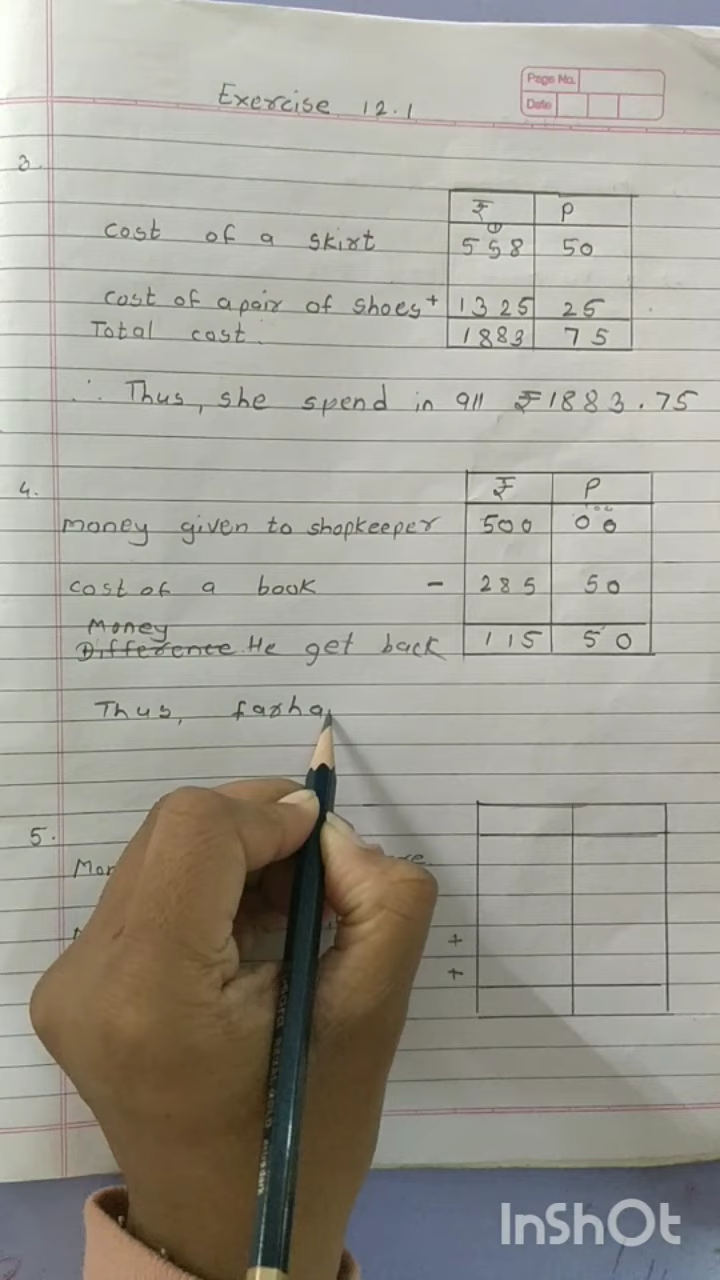 Page No.
Exercise 12.1
Date
3
₹ P
cost of a skirt 558 50
cost of a pair of shoes + 1325 25
Total cost. 1883 75
∴ Thus, she spend in all ₹1883.75
4.
₹ P
Money given to shopkeeper 500 00
cost of a book - 285 50
Money
Difference He get back 115 50
Thus, farha
5.
+
+
InShOt